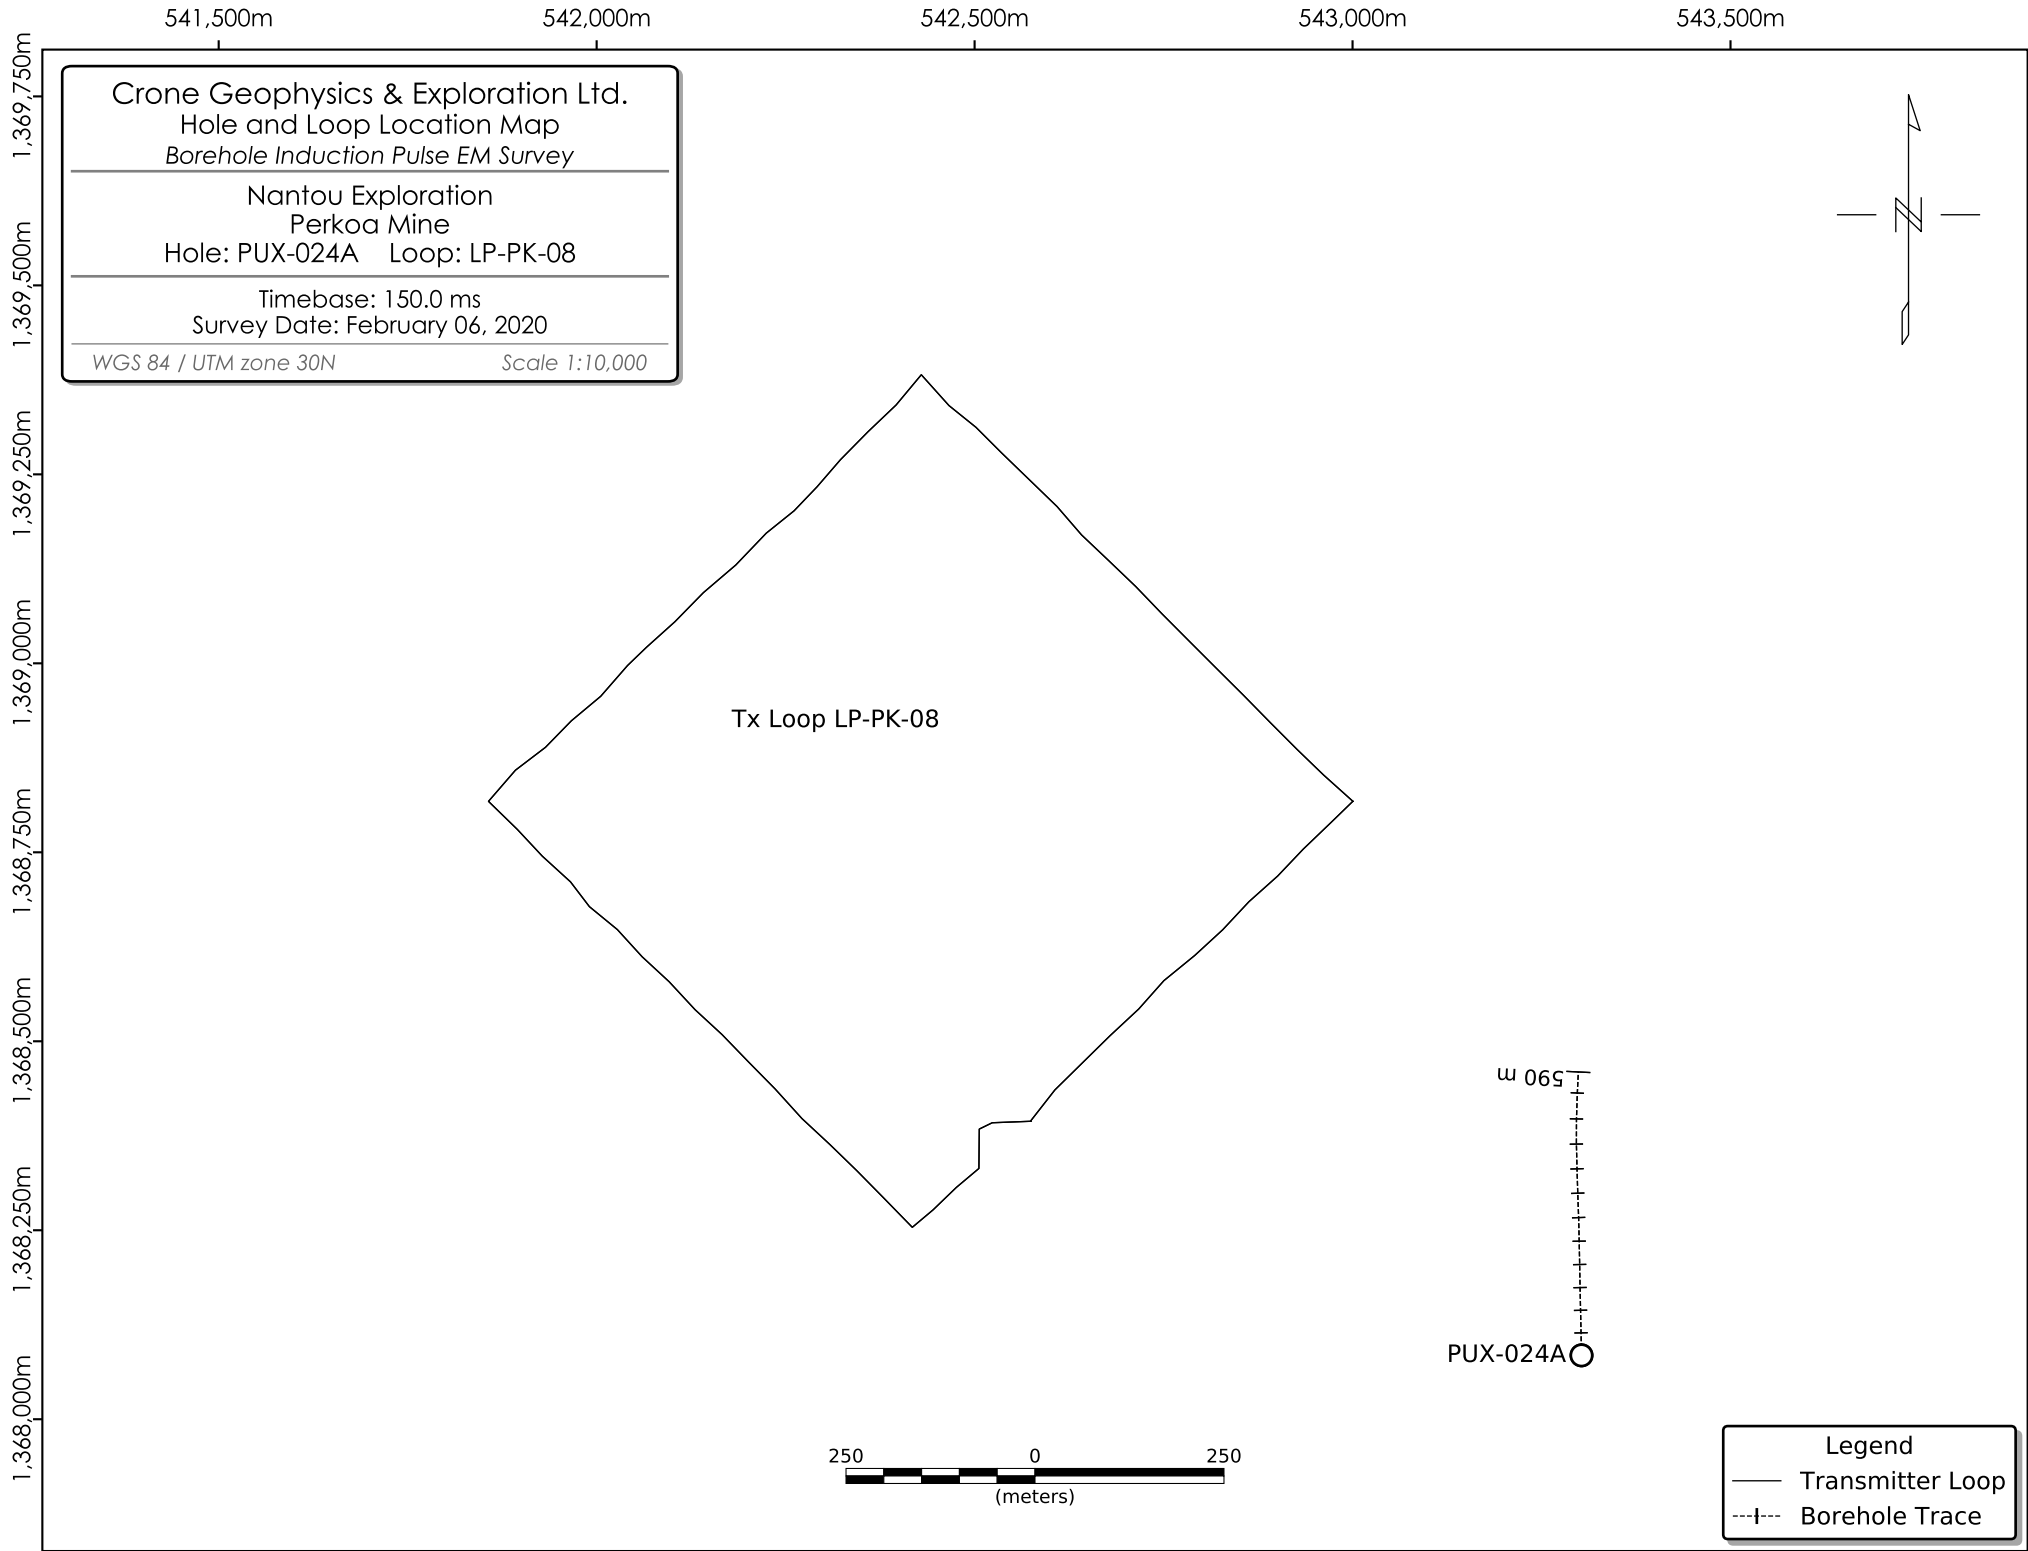 541,500m 542,000m 542,500m 543,000m 543,500m
1,369,750m
1,369,500m
1,369,250m
1,369,000m
1,368,750m
1,368,500m
1,368,250m
1,368,000m
Crone Geophysics & Exploration Ltd.
Hole and Loop Location Map
Borehole Induction Pulse EM Survey
Nantou Exploration
Perkoa Mine
Hole: PUX-024A Loop: LP-PK-08
Timebase: 150.0 ms
Survey Date: February 06, 2020
WGS 84 / UTM zone 30N Scale 1:10,000
N
Tx Loop LP-PK-08
590 m
PUX-024A
250 0 250
(meters)
Legend
Transmitter Loop
Borehole Trace